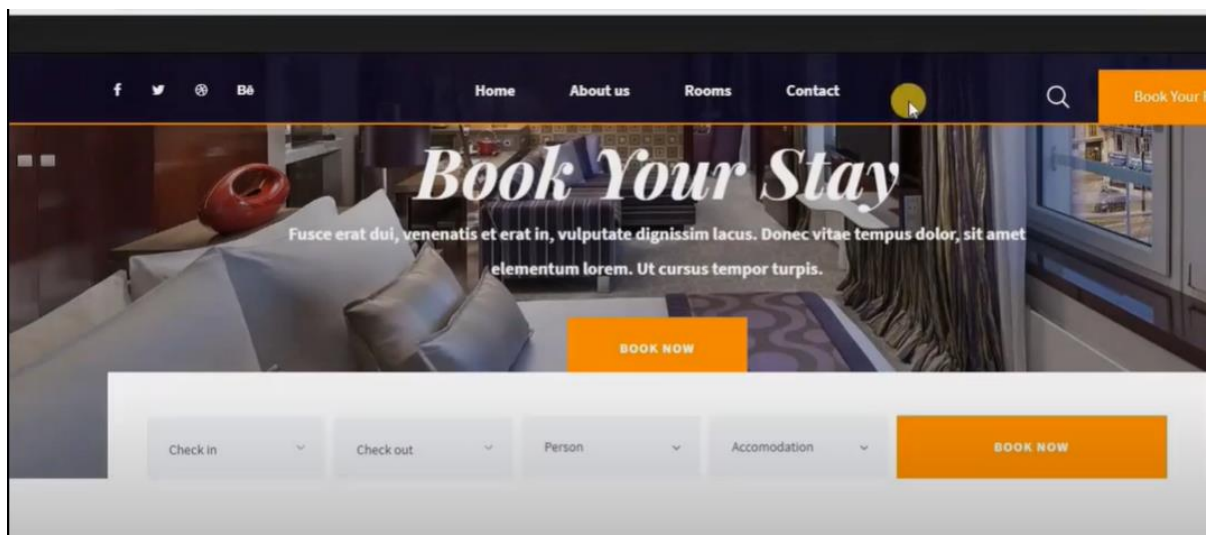 Bē
Home
About us
Rooms
Contact
Book Your
Book Your Stay
Fusce erat dui, venenatis et erat in, vulputate dignissim lacus. Donec vitae tempus dolor, sit amet
elementum lorem. Ut cursus tempor turpis.
BOOK NOW
Check in
Check out
Person
Accomodation
BOOK NOW